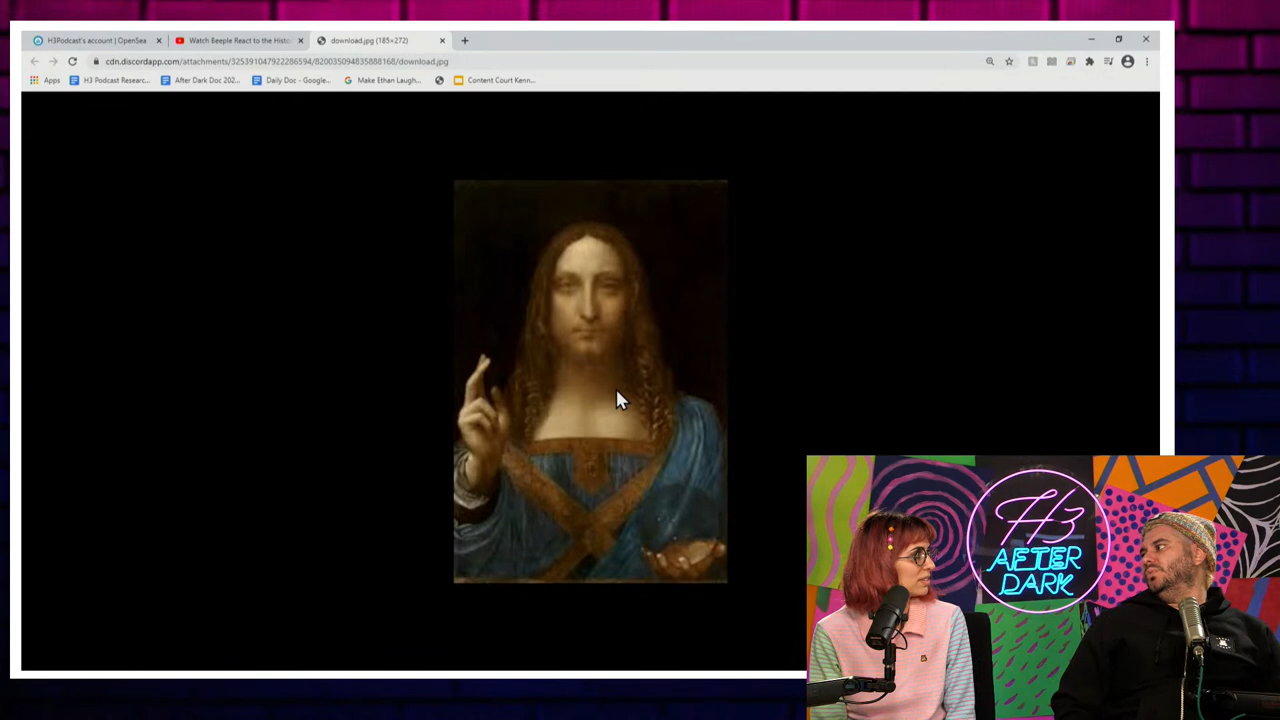 H3Podcast's account | OpenSea
Watch Beeple React to the Histo
download.jpg (185×272)
cdn.discordapp.com/attachments/325391047922286594/820035094835888168/download.jpg
Apps
H3 Podcast Researc...
After Dark Doc 202...
Daily Doc - Google...
Make Ethan Laugh...
Content Court Kenn...
H3
AFTER
DARK